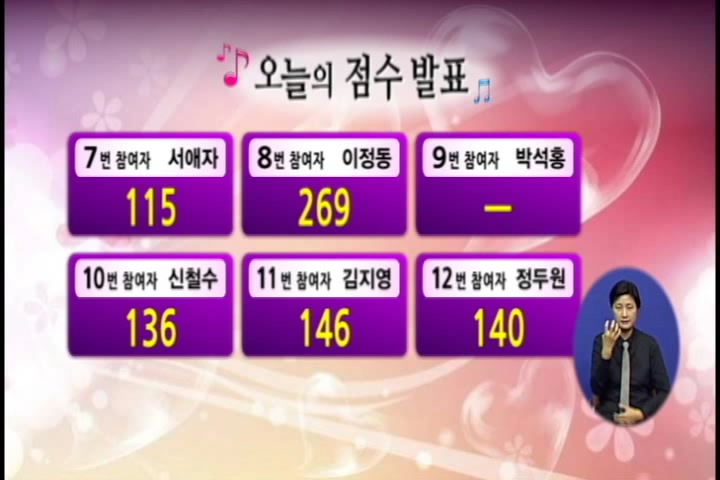 오늘의 점수 발표
7번 참여자 서애자
115
8번 참여자 이정동
269
9번 참여자 박석홍
–
10번 참여자 신철수
136
11번 참여자 김지영
146
12번 참여자 정두원
140